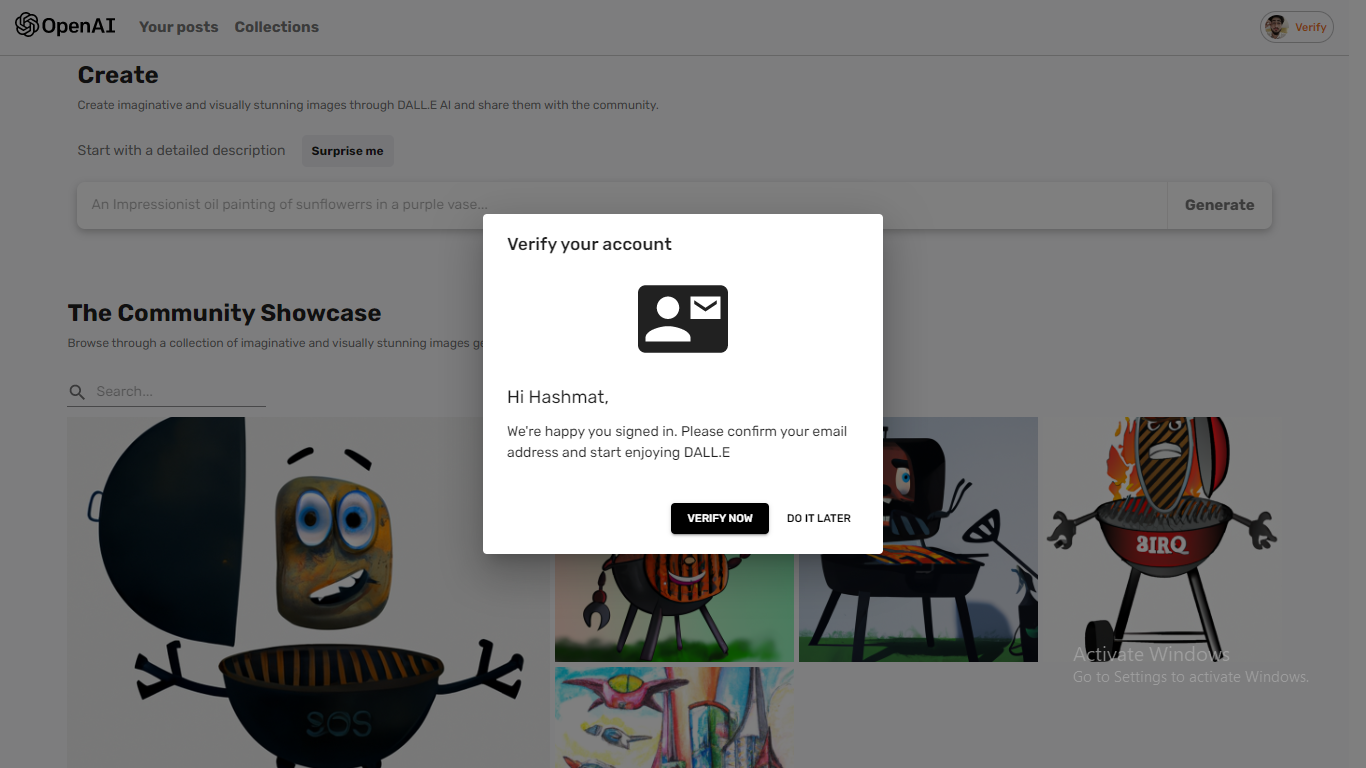 OpenAI
Your posts
Collections
Verify
Create
Create imaginative and visually stunning images through DALL.E AI and share them with the community.
Start with a detailed description
Surprise me
An Impressionist oil painting of sunflowerrs in a purple vase...
Generate
The Community Showcase
Browse through a collection of imaginative and visually stunning images
Search...
Verify your account
Hi Hashmat,
We're happy you signed in. Please confirm your email
address and start enjoying DALL.E
VERIFY NOW
DO IT LATER
Activate Windows
Go to Settings to activate Windows.